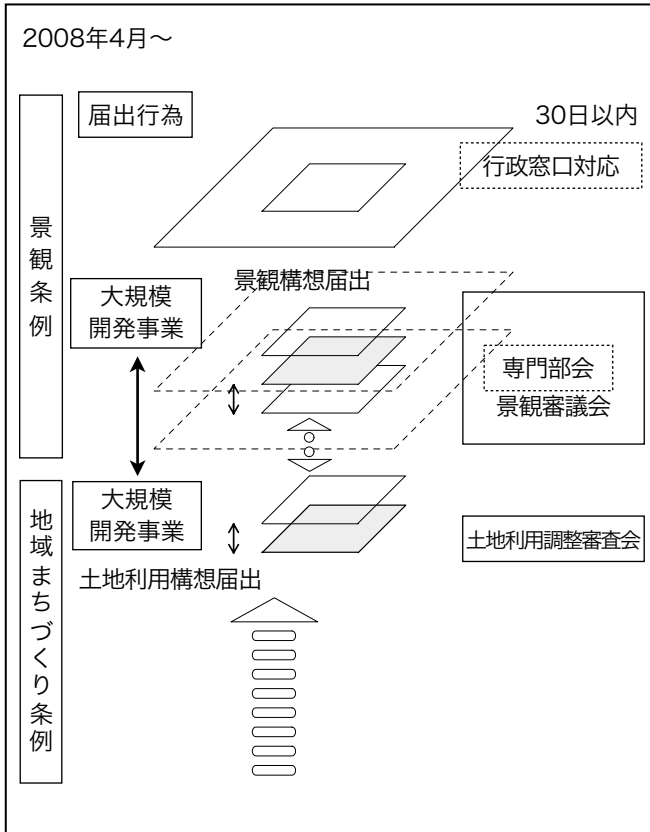 2008年4月～
届出行為
30日以内
行政窓口対応
景観条例
景観構想届出
大規模
開発事業
専門部会
景観審議会
大規模
開発事業
地域まちづくり条例
土地利用調整審査会
土地利用構想届出